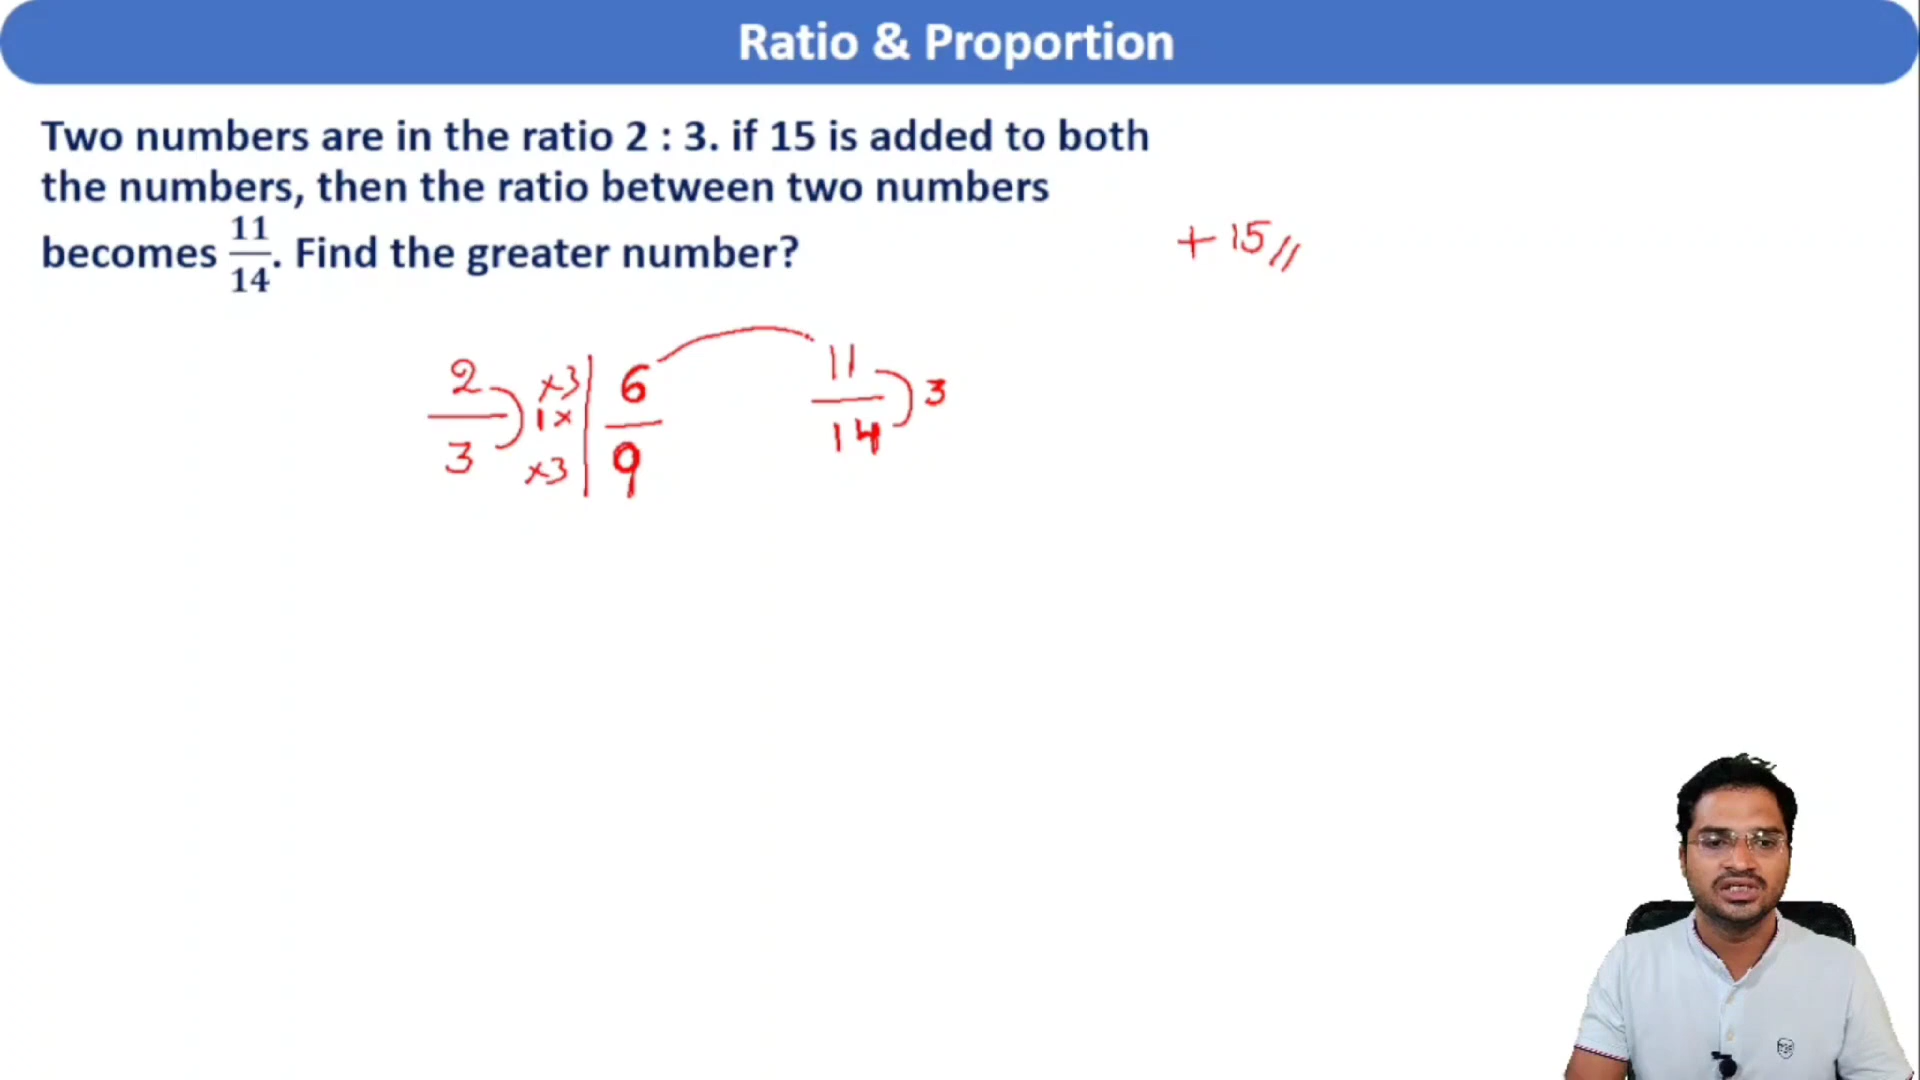 Ratio & Proportion
Two numbers are in the ratio 2 : 3. if 15 is added to both
the numbers, then the ratio between two numbers
becomes 11/14. Find the greater number?
+ 15 //
2/3 ×3 1× ×3 | 6/9 11/14 3